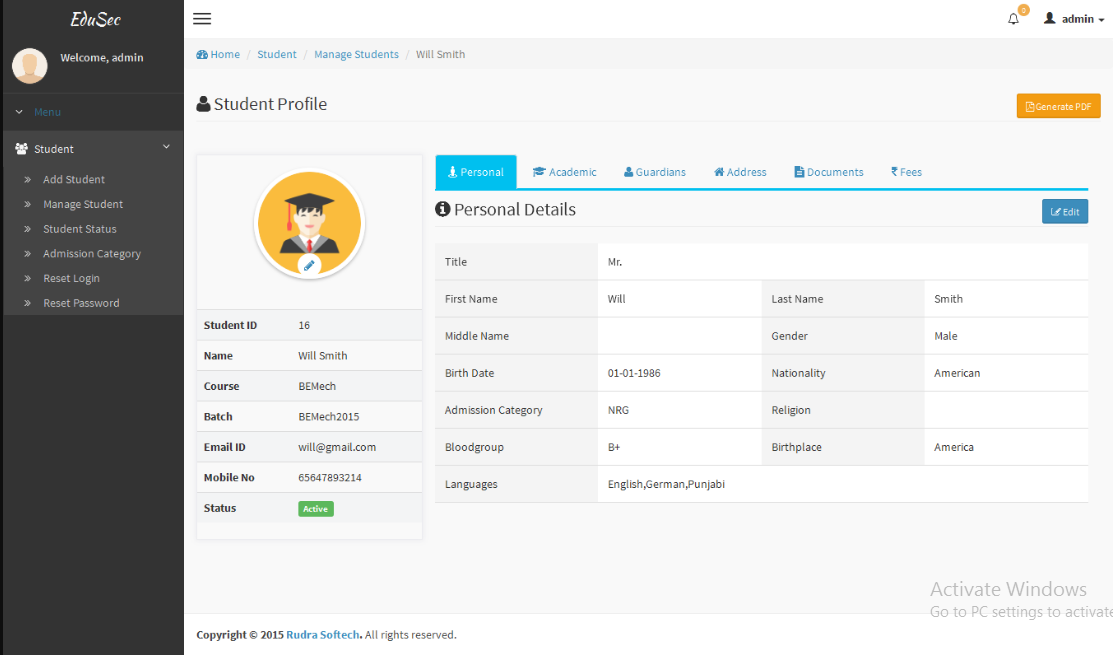 EduSec
0
admin
Welcome, admin
Home / Student / Manage Students / Will Smith
Menu
Student
Add Student
Manage Student
Student Status
Admission Category
Reset Login
Reset Password
Student Profile
Generate PDF
Student ID 16
Name Will Smith
Course BEMech
Batch BEMech2015
Email ID will@gmail.com
Mobile No 65647893214
Status Active
Personal Academic Guardians Address Documents ₹ Fees
Personal Details
Edit
Title Mr.
First Name Will Last Name Smith
Middle Name Gender Male
Birth Date 01-01-1986 Nationality American
Admission Category NRG Religion
Bloodgroup B+ Birthplace America
Languages English,German,Punjabi
Activate Windows
Go to PC settings to activate
Copyright © 2015 Rudra Softech. All rights reserved.